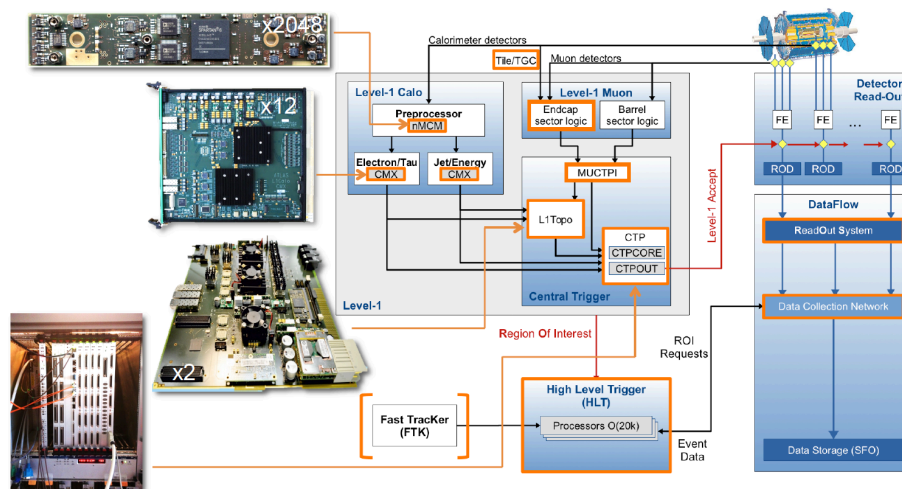 x2048
x12
x2
Calorimeter detectors
Tile/TGC
Muon detectors
Level-1 Calo
Preprocessor
nMCM
Electron/Tau
CMX
Jet/Energy
CMX
Level-1 Muon
Endcap
sector logic
Barrel
sector logic
MUCTPI
L1Topo
CTP
CTPCORE
CTPOUT
Central Trigger
Level-1
Level-1 Accept
Detector
Read-Out
FE
FE
...
FE
ROD
ROD
ROD
DataFlow
ReadOut System
Data Collection Network
Data Storage (SFO)
Region Of Interest
ROI
Requests
High Level Trigger
(HLT)
Processors O(20k)
Event
Data
Fast TracKer
(FTK)